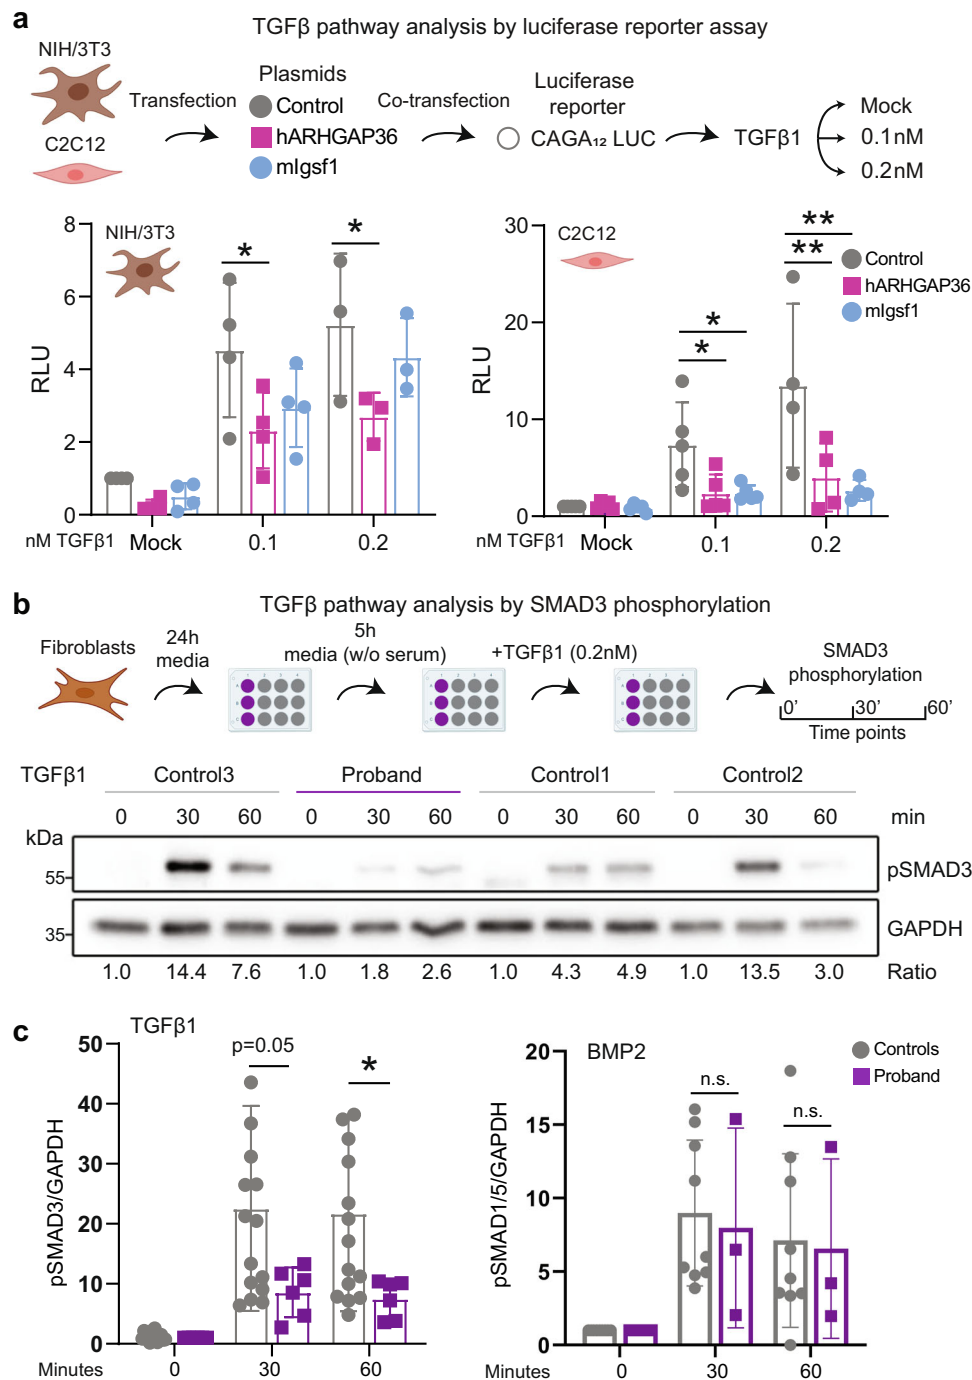 a
TGFβ pathway analysis by luciferase reporter assay
NIH/3T3
C2C12
Transfection
Plasmids
Control
hARHGAP36
mIgsf1
Co-transfection
Luciferase
reporter
CAGA₁₂ LUC
TGFβ1
Mock
0.1nM
0.2nM
NIH/3T3
RLU
8
6
4
2
0
* *
nM TGFβ1 Mock 0.1 0.2
C2C12
RLU
30
20
10
0
* * ** **
Control
hARHGAP36
mIgsf1
nM TGFβ1 Mock 0.1 0.2
b
TGFβ pathway analysis by SMAD3 phosphorylation
Fibroblasts
24h
media
5h
media (w/o serum)
+TGFβ1 (0.2nM)
SMAD3
phosphorylation
0' 30' 60'
Time points
TGFβ1 Control3 Proband Control1 Control2
0 30 60 0 30 60 0 30 60 0 30 60 min
kDa
55 pSMAD3
35 GAPDH
1.0 14.4 7.6 1.0 1.8 2.6 1.0 4.3 4.9 1.0 13.5 3.0 Ratio
c
TGFβ1
pSMAD3/GAPDH
50
40
30
20
10
0
p=0.05 *
Minutes 0 30 60
BMP2
pSMAD1/5/GAPDH
20
15
10
5
0
n.s. n.s.
Controls
Proband
Minutes 0 30 60